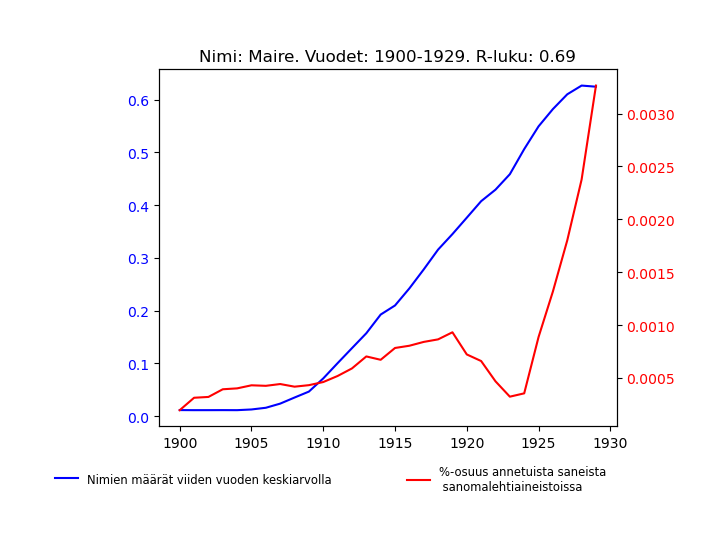 Nimi: Maire. Vuodet: 1900-1929. R-luku: 0.69
0.6
0.5
0.4
0.3
0.2
0.1
0.0
0.0030
0.0025
0.0020
0.0015
0.0010
0.0005
1900 1905 1910 1915 1920 1925 1930
Nimien määrät viiden vuoden keskiarvolla
%-osuus annetuista saneista
sanomalehtiaineistoissa